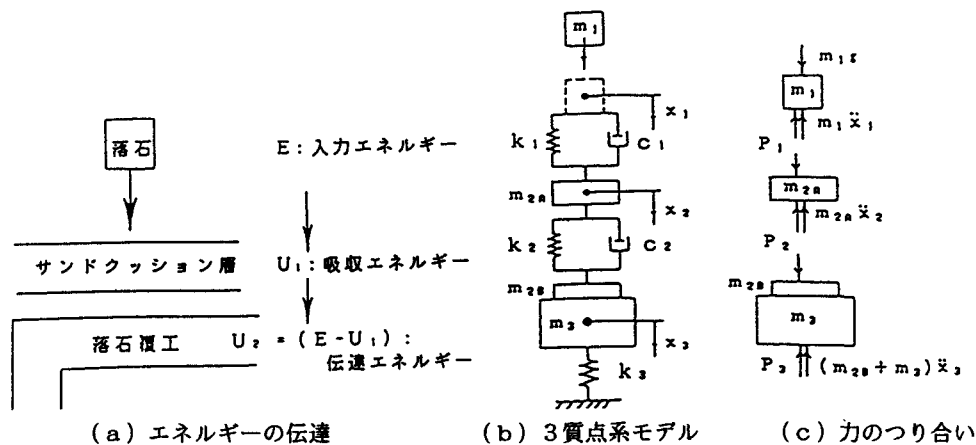 落石
E:入力エネルギー
サンドクッション層
U₁:吸収エネルギー
落石覆工
U₂ =(E-U₁):
伝達エネルギー
(a)エネルギーの伝達
m₁
x₁
k₁
c₁
m₂A
x₂
k₂
c₂
m₂B
m₃
x₃
k₃
(b)3質点系モデル
m₁g
m₁
m₁ẍ₁
P₁
m₂A
m₂Aẍ₂
P₂
m₂B
m₃
P₃
(m₂B+m₃)ẍ₃
(c)力のつり合い